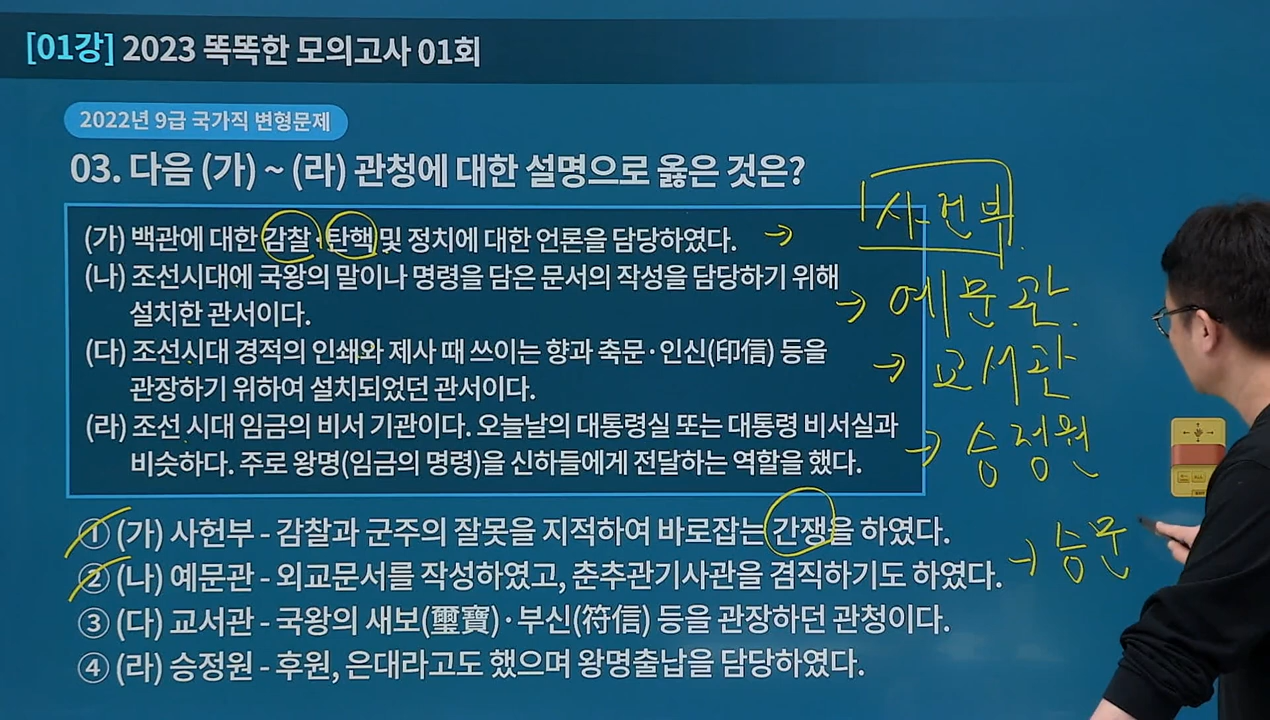 [01강] 2023 똑똑한 모의고사 01회
2022년 9급 국가직 변형문제
03. 다음 (가) ~ (라) 관청에 대한 설명으로 옳은 것은?
(가) 백관에 대한 감찰·탄핵 및 정치에 대한 언론을 담당하였다. → 사헌부
(나) 조선시대에 국왕의 말이나 명령을 담은 문서의 작성을 담당하기 위해
설치한 관서이다. → 예문관.
(다) 조선시대 경적의 인쇄와 제사 때 쓰이는 향과 축문·인신(印信) 등을 → 교서관
관장하기 위하여 설치되었던 관서이다.
(라) 조선 시대 임금의 비서 기관이다. 오늘날의 대통령실 또는 대통령 비서실과 → 승정원
비슷하다. 주로 왕명(임금의 명령)을 신하들에게 전달하는 역할을 했다.
① (가) 사헌부 - 감찰과 군주의 잘못을 지적하여 바로잡는 간쟁을 하였다.
② (나) 예문관 - 외교문서를 작성하였고, 춘추관기사관을 겸직하기도 하였다. → 승문
③ (다) 교서관 - 국왕의 새보(璽寶)·부신(符信) 등을 관장하던 관청이다.
④ (라) 승정원 - 후원, 은대라고도 했으며 왕명출납을 담당하였다.